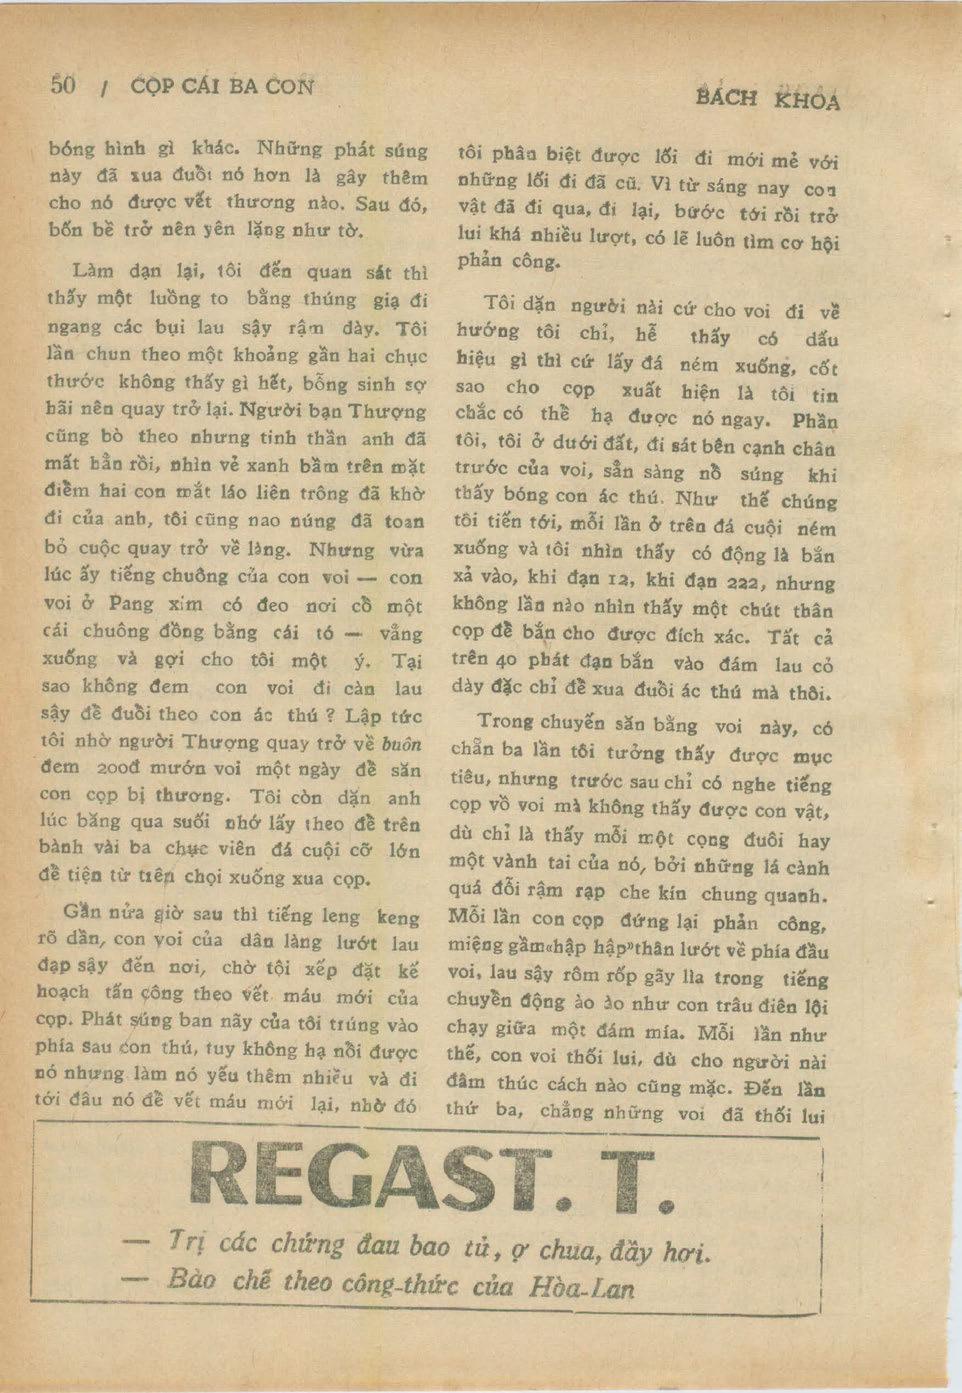 50 / CỌP CÁI BA CON
BÁCH KHOA
bóng hình gì khác. Những phát súng
này đã xua đuổi nó hơn là gây thêm
cho nó được vết thương nào. Sau đó,
bốn bề trở nên yên lặng như tờ.
Làm dạn lại, tôi đến quan sát thì
thấy một luồng to bằng thúng giạ đi
ngang các bụi lau sậy rậm dày. Tôi
lần chun theo một khoảng gần hai chục
thước không thấy gì hết, bỗng sinh sợ
hãi nên quay trở lại. Người bạn Thượng
cũng bò theo nhưng tinh thần anh đã
mất hẳn rồi, nhìn vẻ xanh bầm trên mặt
điểm hai con mắt láo liên trông đã khờ
đi của anh, tôi cũng nao núng đã toan
bỏ cuộc quay trở về làng. Nhưng vừa
lúc ấy tiếng chuông của con voi — con
voi ở Pang xim có đeo nơi cổ một
cái chuông đồng bằng cái tó — vẳng
xuống và gợi cho tôi một ý. Tại
sao không đem con voi đi càn lau
sậy để đuổi theo con ác thú ? Lập tức
tôi nhờ người Thượng quay trở về buôn
đem 200đ mướn voi một ngày để săn
con cọp bị thương. Tôi còn dặn anh
lúc băng qua suối nhớ lấy theo để trên
bành vài ba chục viên đá cuội cỡ lớn
để tiện từ trên chọi xuống xua cọp.
Gần nửa giờ sau thì tiếng leng keng
rõ dần, con voi của dân làng lướt lau
đạp sậy đến nơi, chờ tôi xếp đặt kế
hoạch tấn công theo vết máu mới của
cọp. Phát súng ban nãy của tôi trúng vào
phía sau con thú, tuy không hạ nổi được
nó nhưng làm nó yếu thêm nhiều và đi
tới đâu nó để vết máu mới lại, nhờ đó
tôi phân biệt được lối đi mới mẻ với
những lối đi đã cũ. Vì từ sáng nay con
vật đã đi qua, đi lại, bước tới rồi trở
lui khá nhiều lượt, có lẽ luôn tìm cơ hội
phản công.
Tôi dặn người nài cứ cho voi đi về
hướng tôi chỉ, hễ thấy có dấu
hiệu gì thì cứ lấy đá ném xuống, cốt
sao cho cọp xuất hiện là tôi tin
chắc có thể hạ được nó ngay. Phần
tôi, tôi ở dưới đất, đi sát bên cạnh chân
trước của voi, sẵn sàng nổ súng khi
thấy bóng con ác thú. Như thế chúng
tôi tiến tới, mỗi lần ở trên đá cuội ném
xuống và tôi nhìn thấy có động là bắn
xả vào, khi đạn 12, khi đạn 222, nhưng
không lần nào nhìn thấy một chút thân
cọp để bắn cho được đích xác. Tất cả
trên 40 phát đạn bắn vào đám lau cỏ
dày đặc chỉ để xua đuổi ác thú mà thôi.
Trong chuyến săn bằng voi này, có
chẵn ba lần tôi tưởng thấy được mục
tiêu, nhưng trước sau chỉ có nghe tiếng
cọp vồ voi mà không thấy được con vật,
dù chỉ là thấy mỗi một cọng đuôi hay
một vành tai của nó, bởi những lá cành
quá đỗi rậm rạp che kín chung quanh.
Mỗi lần con cọp đứng lại phản công,
miệng gầm«hập hập»thân lướt về phía đầu
voi, lau sậy rôm rốp gãy lìa trong tiếng
chuyển động ào ào như con trâu điên lội
chạy giữa một đám mía. Mỗi lần như
thế, con voi thối lui, dù cho người nài
đâm thúc cách nào cũng mặc. Đến lần
thứ ba, chẳng những voi đã thối lui
REGAST. T.
— Trị các chứng đau bao tử, ợ chua, đầy hơi.
— Bào chế theo công-thức của Hòa-Lan